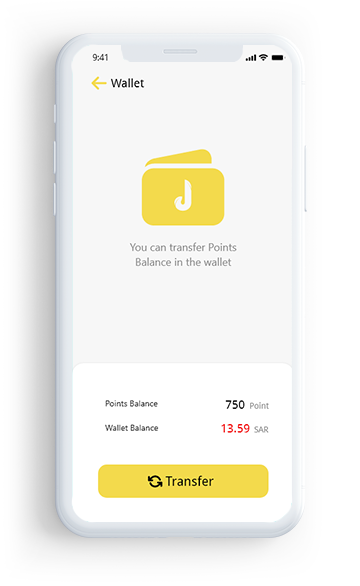 9:41
Wallet
J
You can transfer Points
Balance in the wallet
Points Balance 750 Point
Wallet Balance 13.59 SAR
Transfer